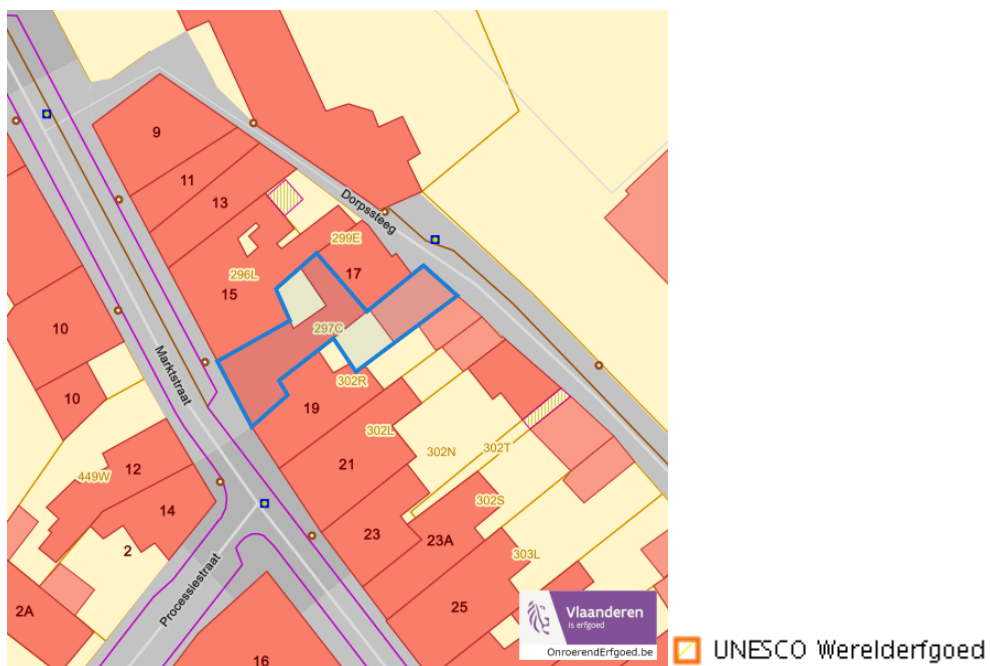 9
11
13
Dorpssteeg
299E
17
296L
15
297C
10
Marktstraat
302R
10
19
302L
302N
302T
21
12
449W
302S
14
23
23A
2
303L
Processiestraat
25
2A
16
Vlaanderen
is erfgoed
OnroerendErfgoed.be
UNESCO Werelderfgoed